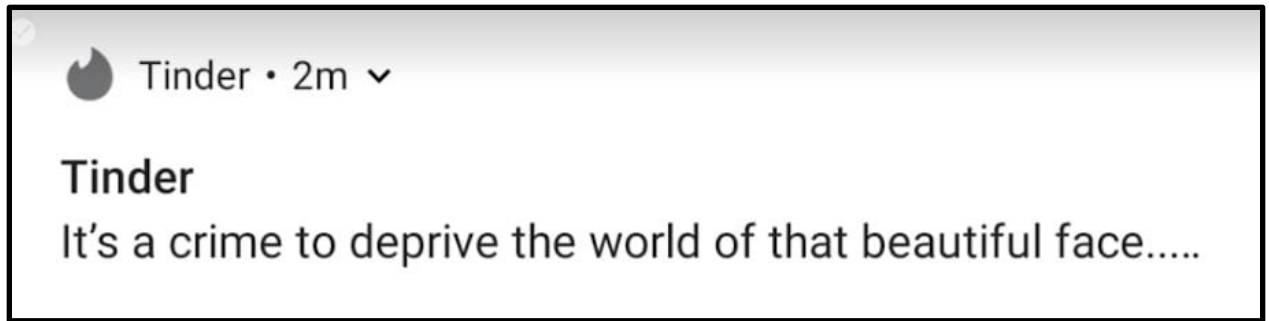 Tinder • 2m
Tinder
It's a crime to deprive the world of that beautiful face.....